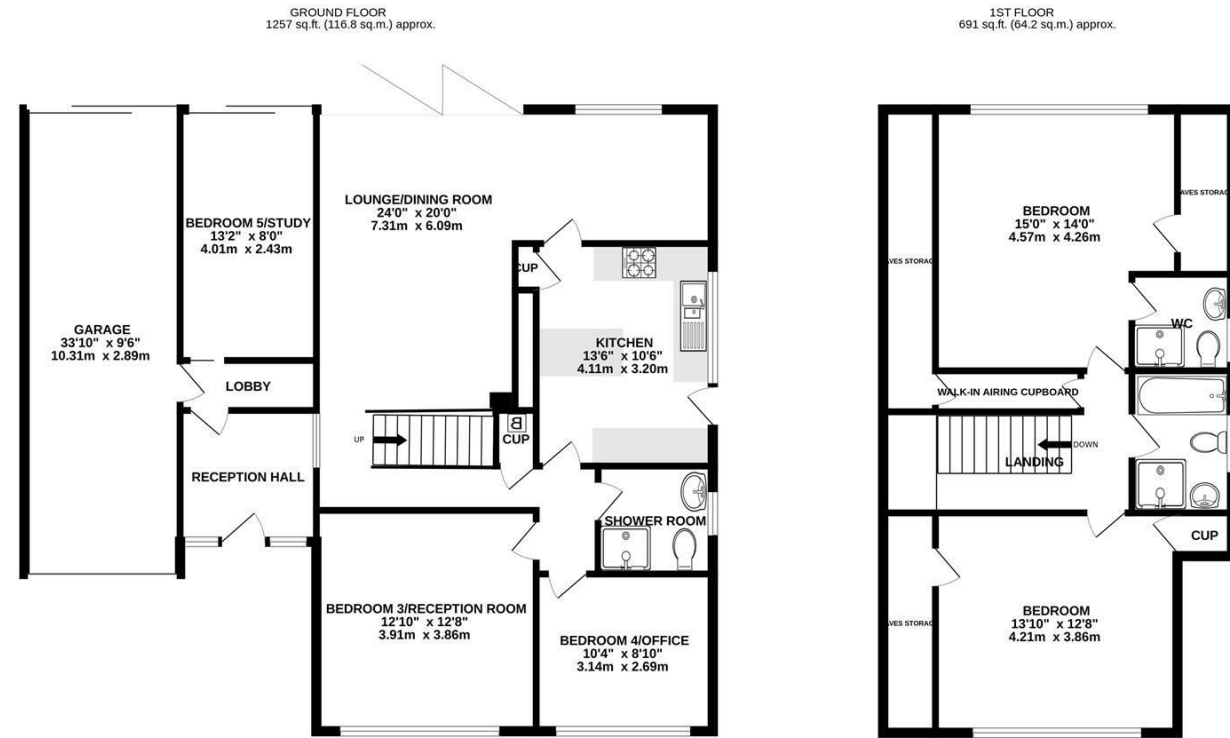 GROUND FLOOR
1257 sq.ft. (116.8 sq.m.) approx.
1ST FLOOR
691 sq.ft. (64.2 sq.m.) approx.
LOUNGE/DINING ROOM
24'0" x 20'0"
7.31m x 6.09m
BEDROOM 5/STUDY
13'2" x 8'0"
4.01m x 2.43m
CUP
GARAGE
33'10" x 9'6"
10.31m x 2.89m
KITCHEN
13'6" x 10'6"
4.11m x 3.20m
LOBBY
UP
B
CUP
RECEPTION HALL
SHOWER ROOM
BEDROOM 3/RECEPTION ROOM
12'10" x 12'8"
3.91m x 3.86m
BEDROOM 4/OFFICE
10'4" x 8'10"
3.14m x 2.69m
AVES STORAG
BEDROOM
15'0" x 14'0"
4.57m x 4.26m
AVES STORAG
WC
WALK-IN AIRING CUPBOARD
DOWN
LANDING
CUP
BEDROOM
13'10" x 12'8"
4.21m x 3.86m
AVES STORAG